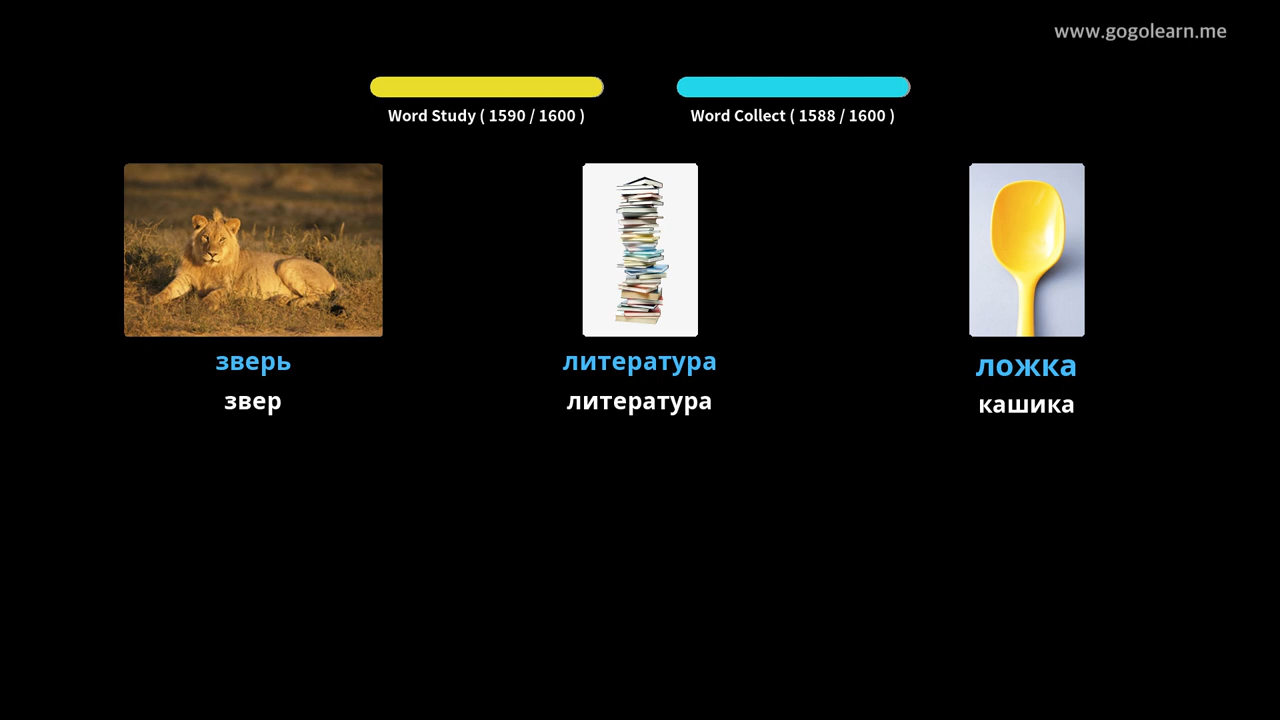 www.gogolearn.me
Word Study ( 1590 / 1600 )
Word Collect ( 1588 / 1600 )
зверь
звер
литература
литература
ложка
кашика